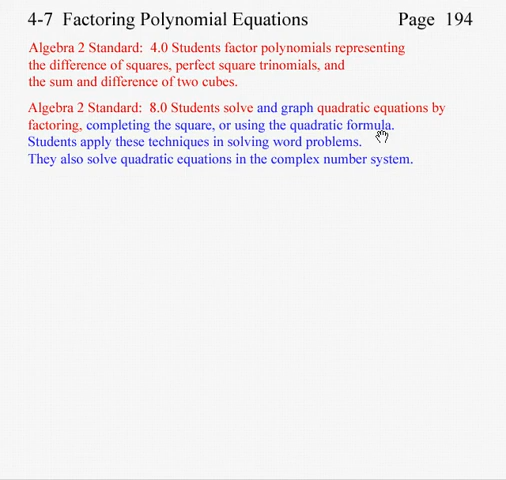 4-7 Factoring Polynomial Equations Page 194
Algebra 2 Standard: 4.0 Students factor polynomials representing
the difference of squares, perfect square trinomials, and
the sum and difference of two cubes.
Algebra 2 Standard: 8.0 Students solve and graph quadratic equations by
factoring, completing the square, or using the quadratic formula.
Students apply these techniques in solving word problems.
They also solve quadratic equations in the complex number system.